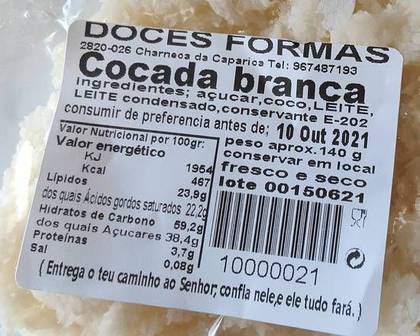 DOCES FORMAS
2820-026 Charneca da Caparica Tel: 967487193
Cocada branca
Ingredientes; açucar,coco,LEITE,
LEITE condensado,conservante E-202
consumir de preferencia antes de; 10 Out 2021
Valor Nutricional por 100gr:
Valor energético
KJ 1954
Kcal 467
Lípidos 23,9g
dos quais Ácidos gordos saturados 22,2g
Hidratos de Carbono 59,2g
dos quais Açucares 38,4g
Proteínas 3,7g
Sal 0,08g
peso aprox.140 g
conservar em local
fresco e seco
lote 00150621
10000021
( Entrega o teu caminho ao Senhor; confia nele,e ele tudo fará. )